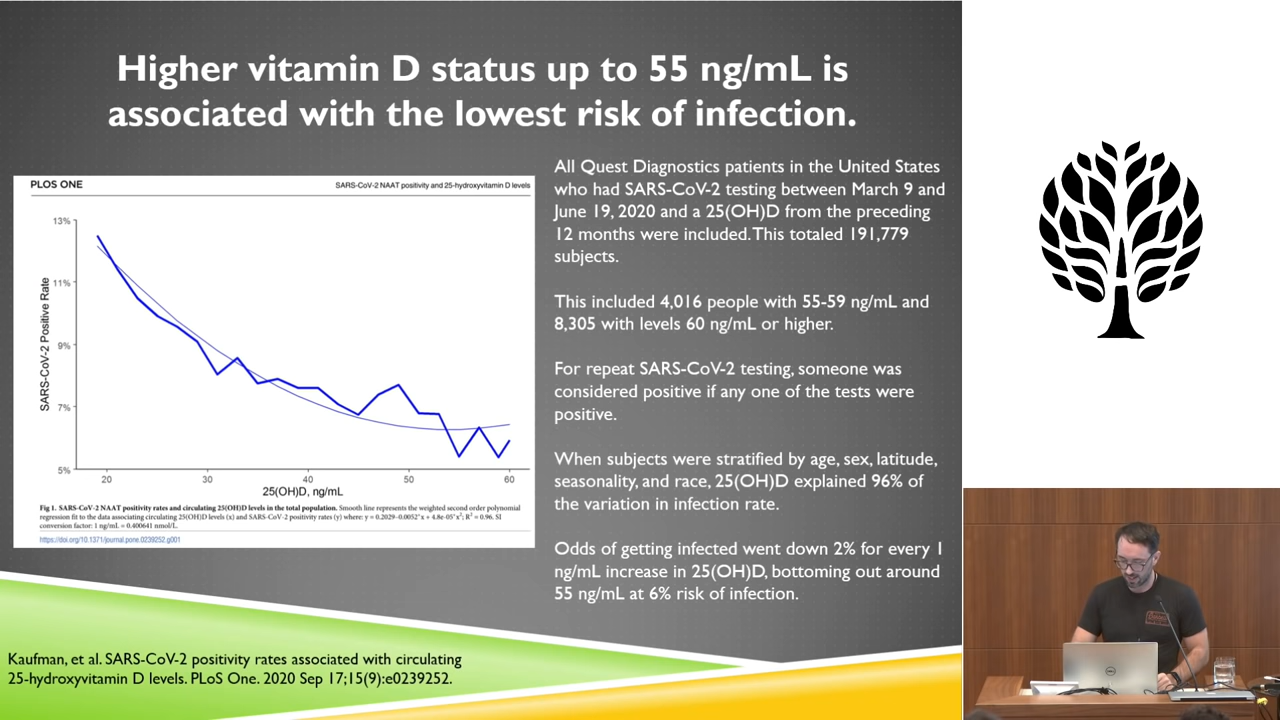 Higher vitamin D status up to 55 ng/mL is
associated with the lowest risk of infection.
PLOS ONE
SARS-CoV-2 NAAT positivity and 25-hydroxyvitamin D levels
13%
11%
9%
7%
5%
SARS-CoV-2 Positive Rate
20
30
40
50
60
25(OH)D, ng/mL
Fig 1. SARS-CoV-2 NAAT positivity rates and circulating 25(OH)D levels in the total population. Smooth line represents the weighted second order polynomial
regression fit to the data associating circulating 25(OH)D levels (x) and SARS-CoV-2 positivity rates (y) where: y = 0.2029-0.0052*x + 4.8e-05*x²; R² = 0.96. SI
conversion factor: 1 ng/mL = 0.400641 nmol/L.
https://doi.org/10.1371/journal.pone.0239252.g001
All Quest Diagnostics patients in the United States
who had SARS-CoV-2 testing between March 9 and
June 19, 2020 and a 25(OH)D from the preceding
12 months were included. This totaled 191,779
subjects.
This included 4,016 people with 55-59 ng/mL and
8,305 with levels 60 ng/mL or higher.
For repeat SARS-CoV-2 testing, someone was
considered positive if any one of the tests were
positive.
When subjects were stratified by age, sex, latitude,
seasonality, and race, 25(OH)D explained 96% of
the variation in infection rate.
Odds of getting infected went down 2% for every 1
ng/mL increase in 25(OH)D, bottoming out around
55 ng/mL at 6% risk of infection.
Kaufman, et al. SARS-CoV-2 positivity rates associated with circulating
25-hydroxyvitamin D levels. PLoS One. 2020 Sep 17;15(9):e0239252.
DELL